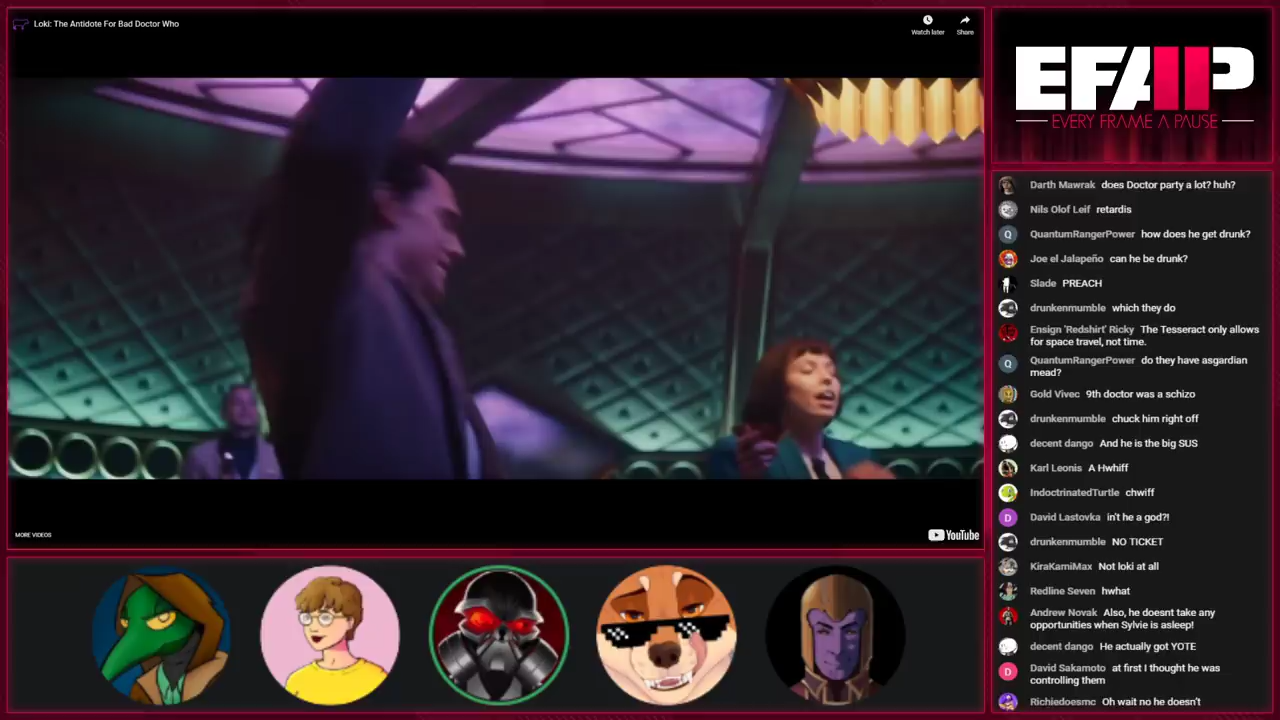 Loki: The Antidote For Bad Doctor Who
Watch later
Share
MORE VIDEOS
YouTube
EFAP
EVERY FRAME A PAUSE
Darth Mawrak does Doctor party a lot? huh?
Nils Olof Leif retardis
Q QuantumRangerPower how does he get drunk?
Joe el Jalapeño can he be drunk?
Slade PREACH
drunkenmumble which they do
Ensign 'Redshirt' Ricky The Tesseract only allows
for space travel, not time.
Q QuantumRangerPower do they have asgardian
mead?
Gold Vivec 9th doctor was a schizo
drunkenmumble chuck him right off
decent dango And he is the big SUS
Karl Leonis A Hwhiff
IndoctrinatedTurtle chwiff
D David Lastovka in't he a god?!
drunkenmumble NO TICKET
KiraKamiMax Not loki at all
Redline Seven hwhat
Andrew Novak Also, he doesnt take any
opportunities when Sylvie is asleep!
decent dango He actually got YOTE
D David Sakamoto at first I thought he was
controlling them
Richiedoesmc Oh wait no he doesn't